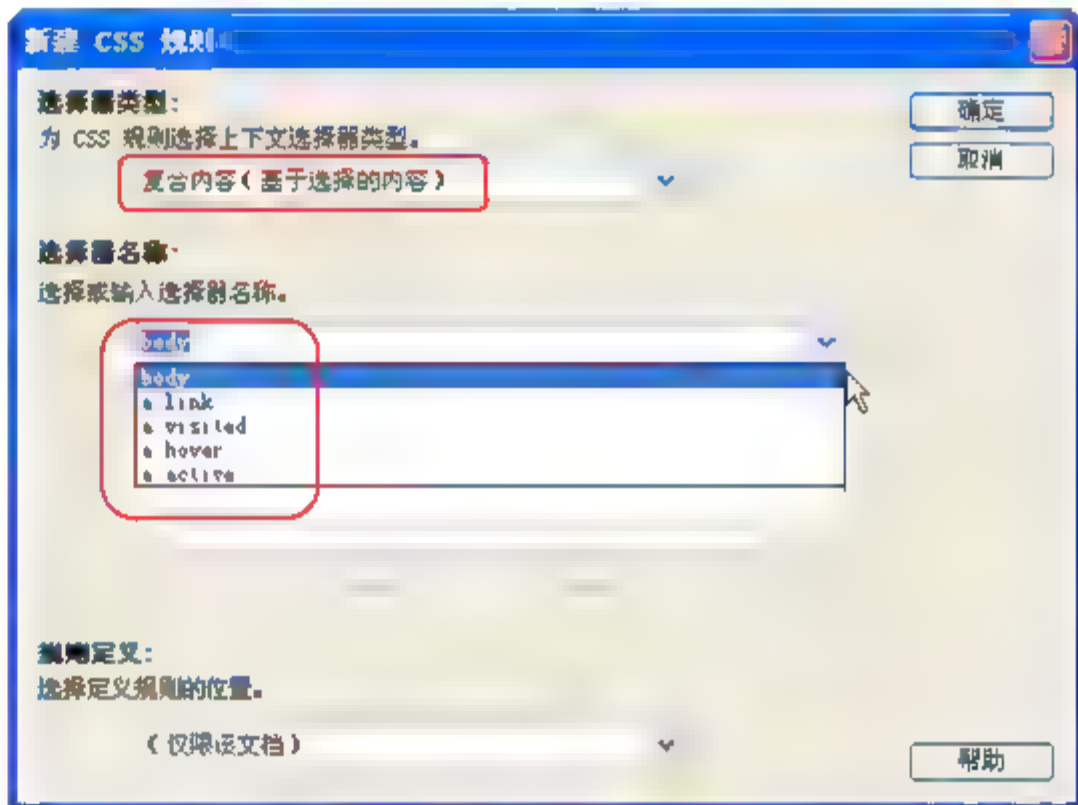 新建 CSS 规则
选择器类型:
为 CSS 规则选择上下文选择器类型。
复合内容(基于选择的内容)
确定
取消
选择器名称:
选择或输入选择器名称。
body
body
a link
a visited
a hover
a active
规则定义:
选择定义规则的位置。
(仅限该文档)
帮助